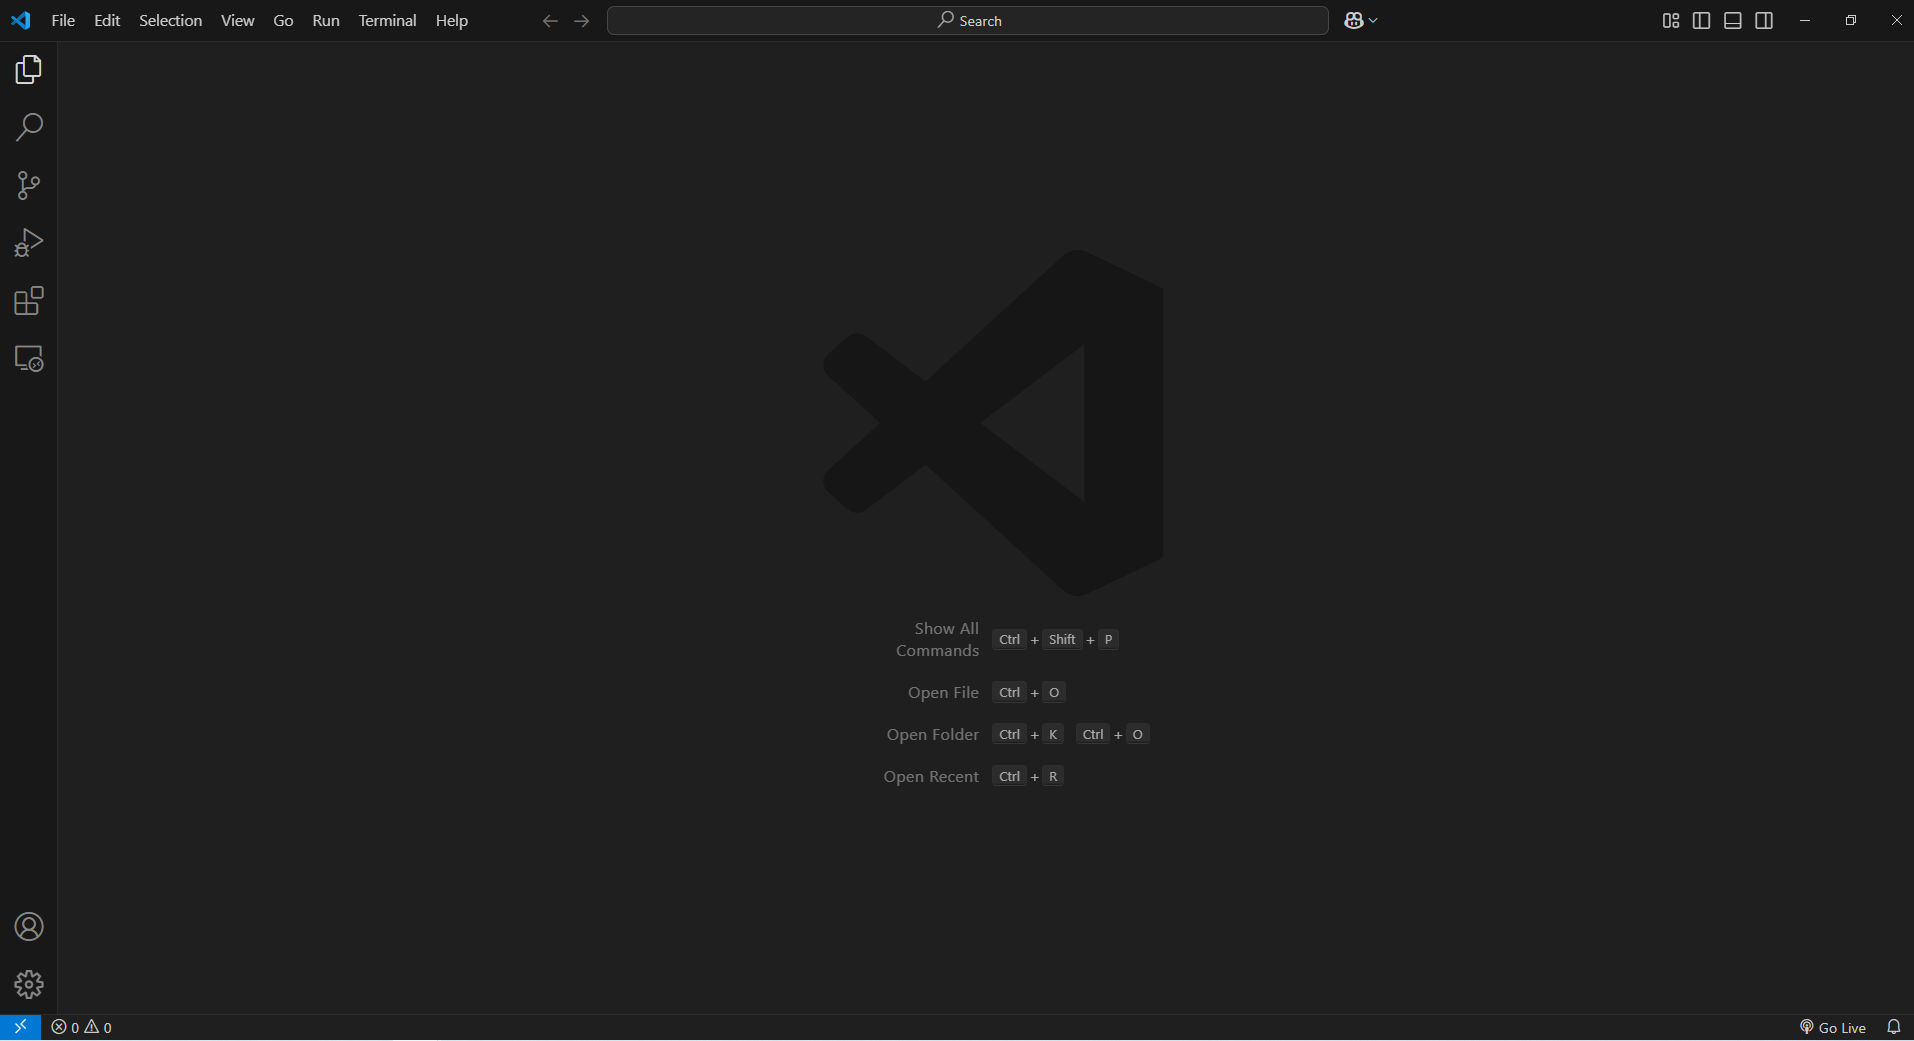 File Edit Selection View Go Run Terminal Help
Search
Show All
Commands
Ctrl + Shift + P
Open File Ctrl + O
Open Folder Ctrl + K Ctrl + O
Open Recent Ctrl + R
0 0
Go Live